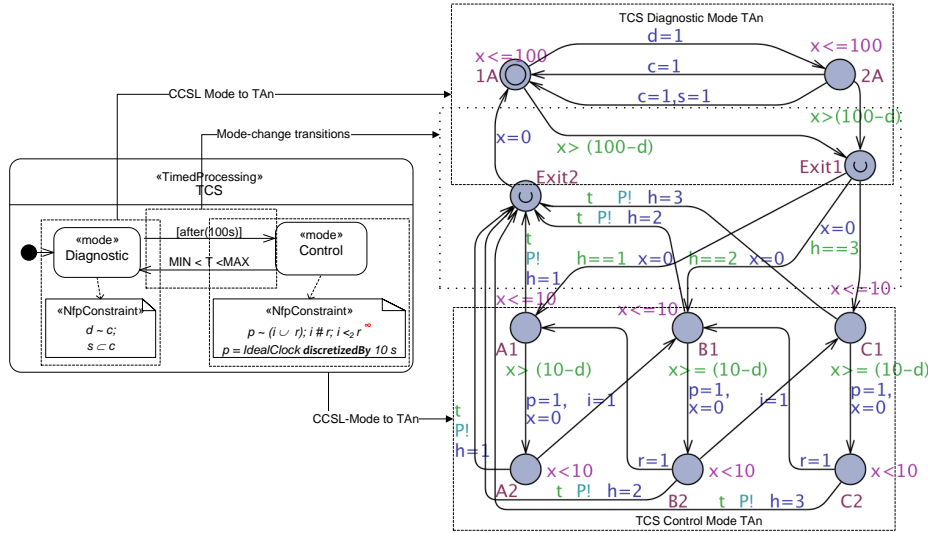 TCS Diagnostic Mode TAn
x<=100
d=1
x<=100
1A
c=1
2A
c=1,s=1
CCSL Mode to TAn
x>(100-d)
Mode-change transitions
x=0
x> (100-d)
Exit1
«TimedProcessing»
TCS
Exit2
t P! h=3
t P! h=2
«mode»
Diagnostic
[after(100s)]
«mode»
Control
MIN < T <MAX
t
P!
h=1
h==1 x=0
h==2 x=0
x=0
h==3
«NfpConstraint»
d ~ c;
s ⊂ c
«NfpConstraint»
p ~ (i ∪ r); i # r; i <₂ r ∞
p = IdealClock discretizedBy 10 s
x<=10
x<=10
x<=10
A1
B1
C1
x> (10-d)
x>= (10-d)
x>= (10-d)
p=1,
x=0
i=1
p=1,
x=0
i=1
p=1,
x=0
CCSL-Mode to TAn
t
P!
h=1
x<10
r=1
x<10
r=1
x<10
A2
t P! h=2
B2
t P! h=3
C2
TCS Control Mode TAn